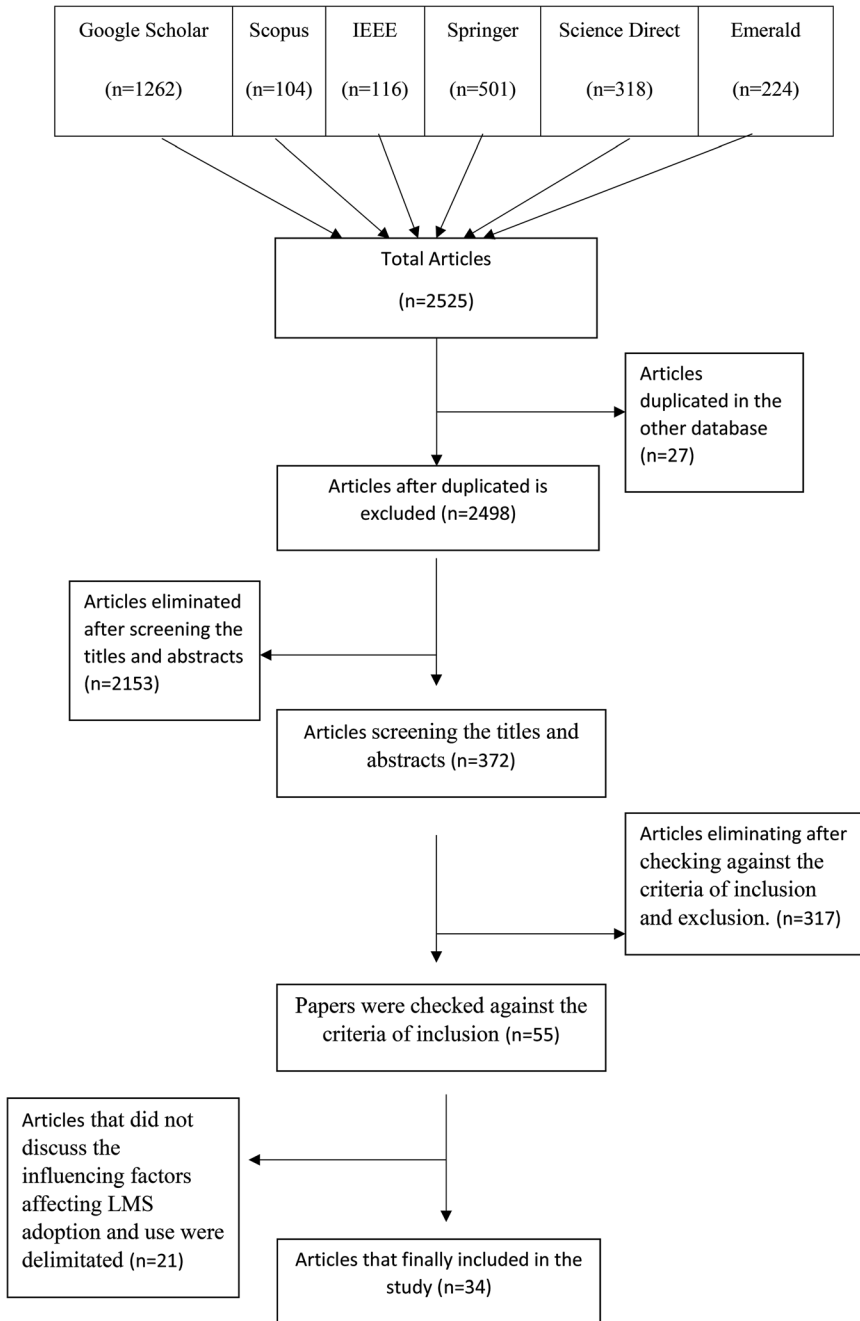 Google Scholar
(n=1262)
Scopus
(n=104)
IEEE
(n=116)
Springer
(n=501)
Science Direct
(n=318)
Emerald
(n=224)
Total Articles
(n=2525)
Articles
duplicated in the
other database
(n=27)
Articles after duplicated is
excluded (n=2498)
Articles eliminated
after screening the
titles and abstracts
(n=2153)
Articles screening the titles and
abstracts (n=372)
Articles eliminating after
checking against the
criteria of inclusion
and exclusion. (n=317)
Papers were checked against the
criteria of inclusion (n=55)
Articles that did not
discuss the
influencing factors
affecting LMS
adoption and use were
delimitated (n=21)
Articles that finally included in the
study (n=34)